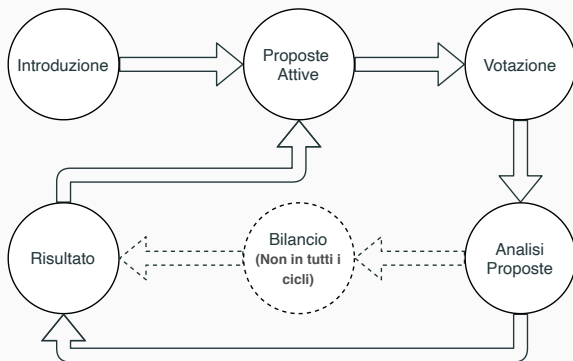 Introduzione
Proposte
Attive
Votazione
Risultato
Bilancio
(Non in tutti i
cicli)
Analisi
Proposte